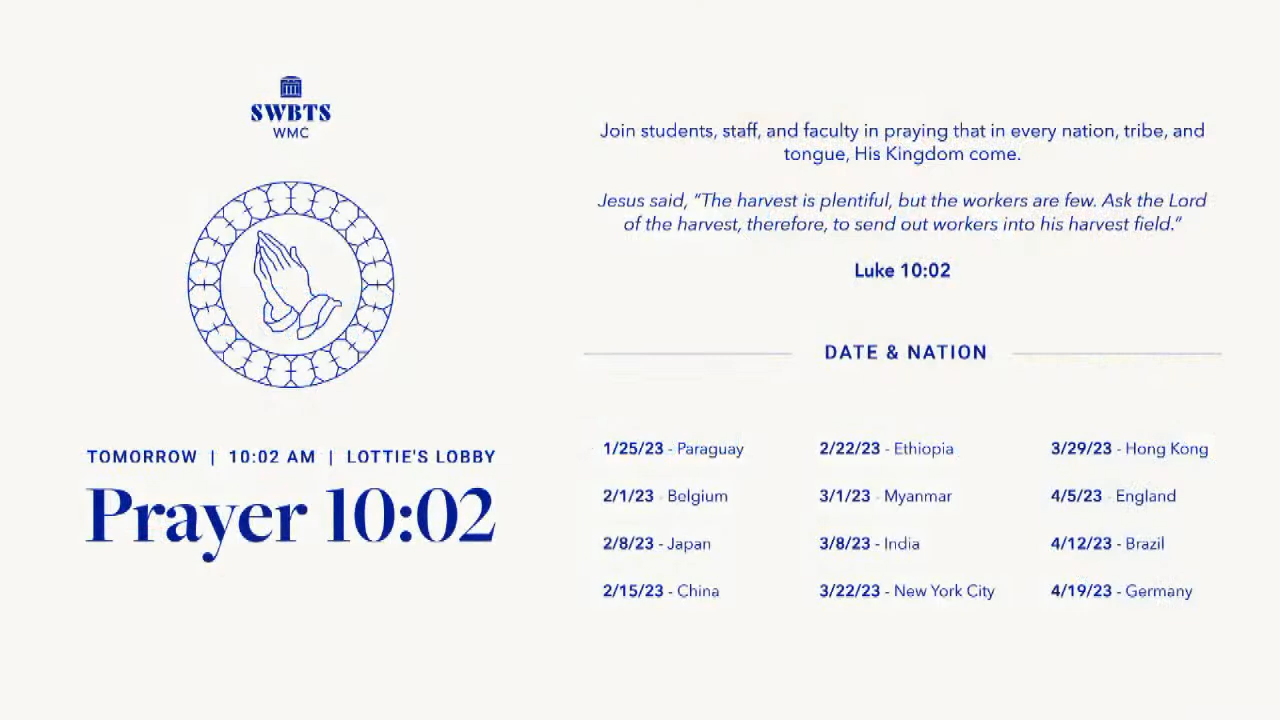 SWBTS
WMC
TOMORROW | 10:02 AM | LOTTIE'S LOBBY
Prayer 10:02
Join students, staff, and faculty in praying that in every nation, tribe, and
tongue, His Kingdom come.
Jesus said, “The harvest is plentiful, but the workers are few. Ask the Lord
of the harvest, therefore, to send out workers into his harvest field.”
Luke 10:02
DATE & NATION
1/25/23 - Paraguay
2/1/23 - Belgium
2/8/23 - Japan
2/15/23 - China
2/22/23 - Ethiopia
3/1/23 - Myanmar
3/8/23 - India
3/22/23 - New York City
3/29/23 - Hong Kong
4/5/23 - England
4/12/23 - Brazil
4/19/23 - Germany